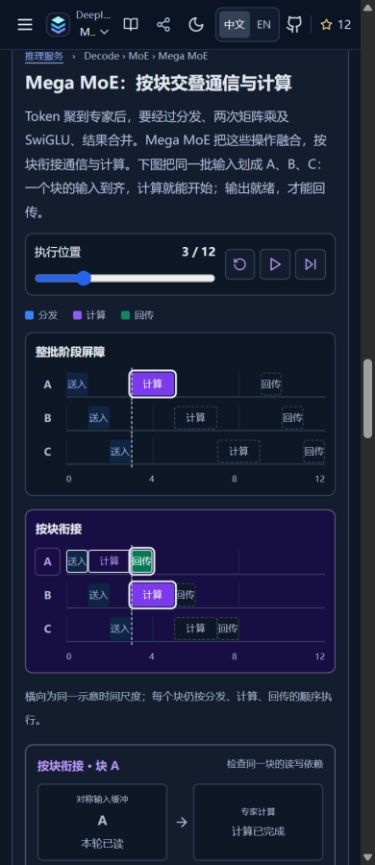 Deepl...
M..
中文
EN
12
推理服务 › Decode › MoE › Mega MoE
Mega MoE：按块交叠通信与计算
Token 聚到专家后，要经过分发、两次矩阵乘及
SwiGLU、结果合并。Mega MoE 把这些操作融合，按
块衔接通信与计算。下图把同一批输入划成 A、B、C：
一个块的输入到齐，计算就能开始；输出就绪，才能回
传。
执行位置
3 / 12
分发
计算
回传
整批阶段屏障
A 送入 计算 回传
B 送入 计算 回传
C 送入 计算 回传
0 4 8 12
按块衔接
A 送入 计算 回传
B 送入 计算 回传
C 送入 计算 回传
0 4 8 12
横向为同一示意时间尺度；每个块仍按分发、计算、回传的顺序执
行。
按块衔接 • 块 A
检查同一块的读写依赖
对称输入缓冲
A
本轮已读
→
专家计算
计算已完成